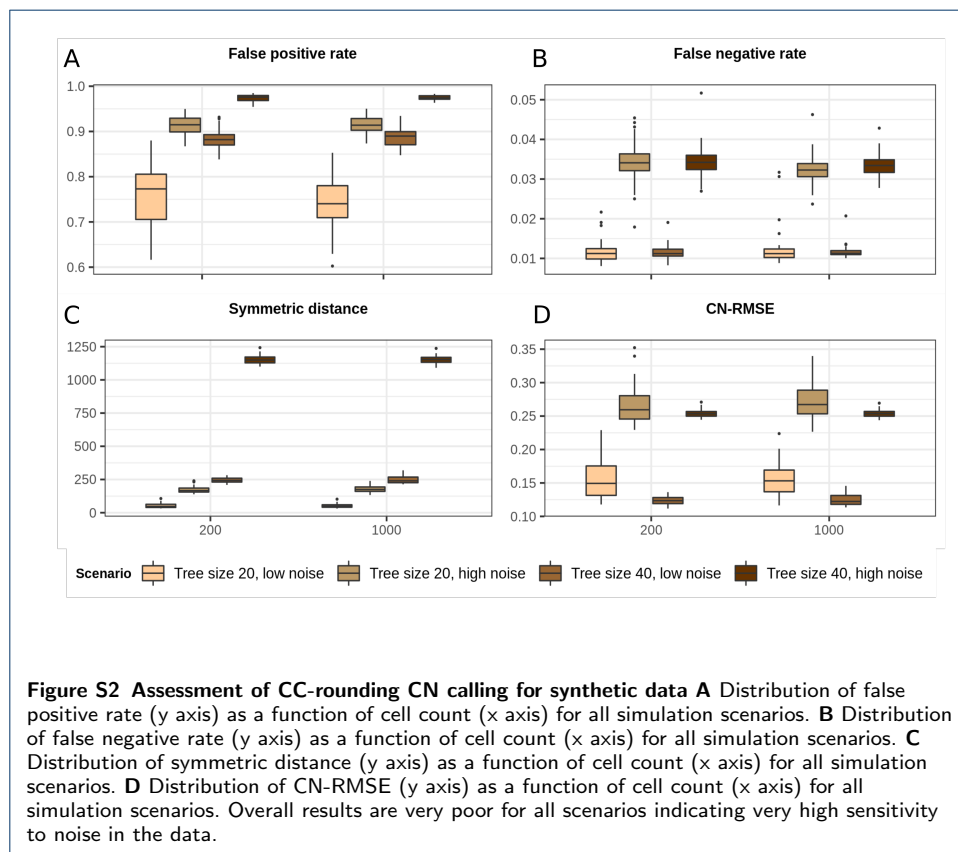 A
False positive rate
1.0
0.9
0.8
0.7
0.6
B
False negative rate
0.05
0.04
0.03
0.02
0.01
C
Symmetric distance
1250
1000
750
500
250
0
200
1000
D
CN-RMSE
0.35
0.30
0.25
0.20
0.15
0.10
200
1000
Scenario Tree size 20, low noise Tree size 20, high noise Tree size 40, low noise Tree size 40, high noise
Figure S2 Assessment of CC-rounding CN calling for synthetic data A Distribution of false
positive rate (y axis) as a function of cell count (x axis) for all simulation scenarios. B Distribution
of false negative rate (y axis) as a function of cell count (x axis) for all simulation scenarios. C
Distribution of symmetric distance (y axis) as a function of cell count (x axis) for all simulation
scenarios. D Distribution of CN-RMSE (y axis) as a function of cell count (x axis) for all
simulation scenarios. Overall results are very poor for all scenarios indicating very high sensitivity
to noise in the data.